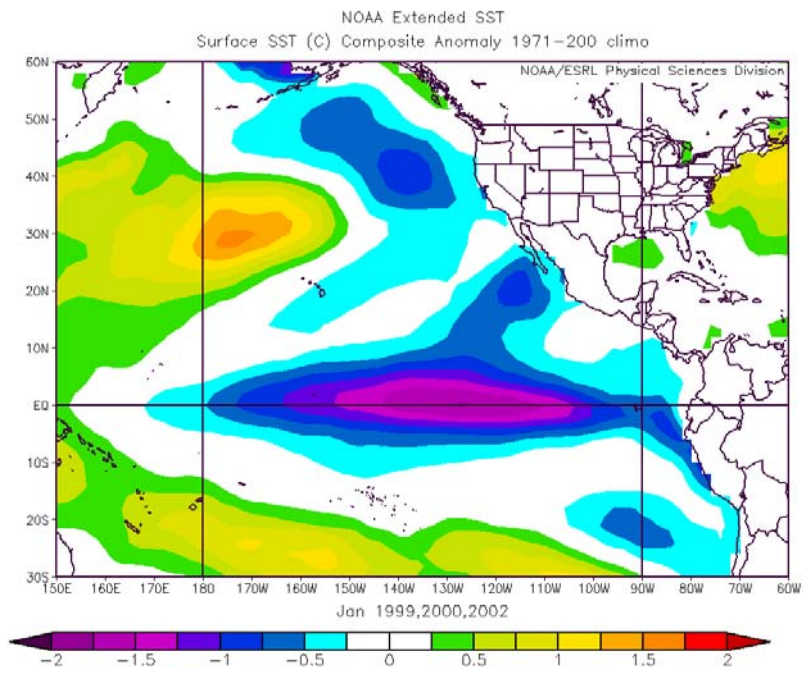 NOAA Extended SST
Surface SST (C) Composite Anomaly 1971-200 climo
NOAA/ESRL Physical Sciences Division
60N
50N
40N
30N
20N
10N
EQ
10S
20S
30S
150E 160E 170E 180 170W 160W 150W 140W 130W 120W 110W 100W 90W 80W 70W 60W
Jan 1999,2000,2002
-2 -1.5 -1 -0.5 0 0.5 1 1.5 2